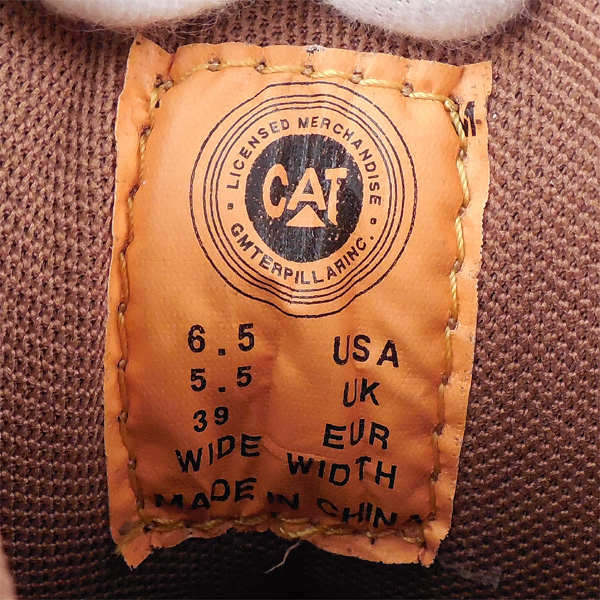 LICENSED MERCHANDISE
CAT
GMTERPILLARINC.
6.5 USA
5.5 UK
39 EUR
WIDE WIDTH
MADE IN CHINA